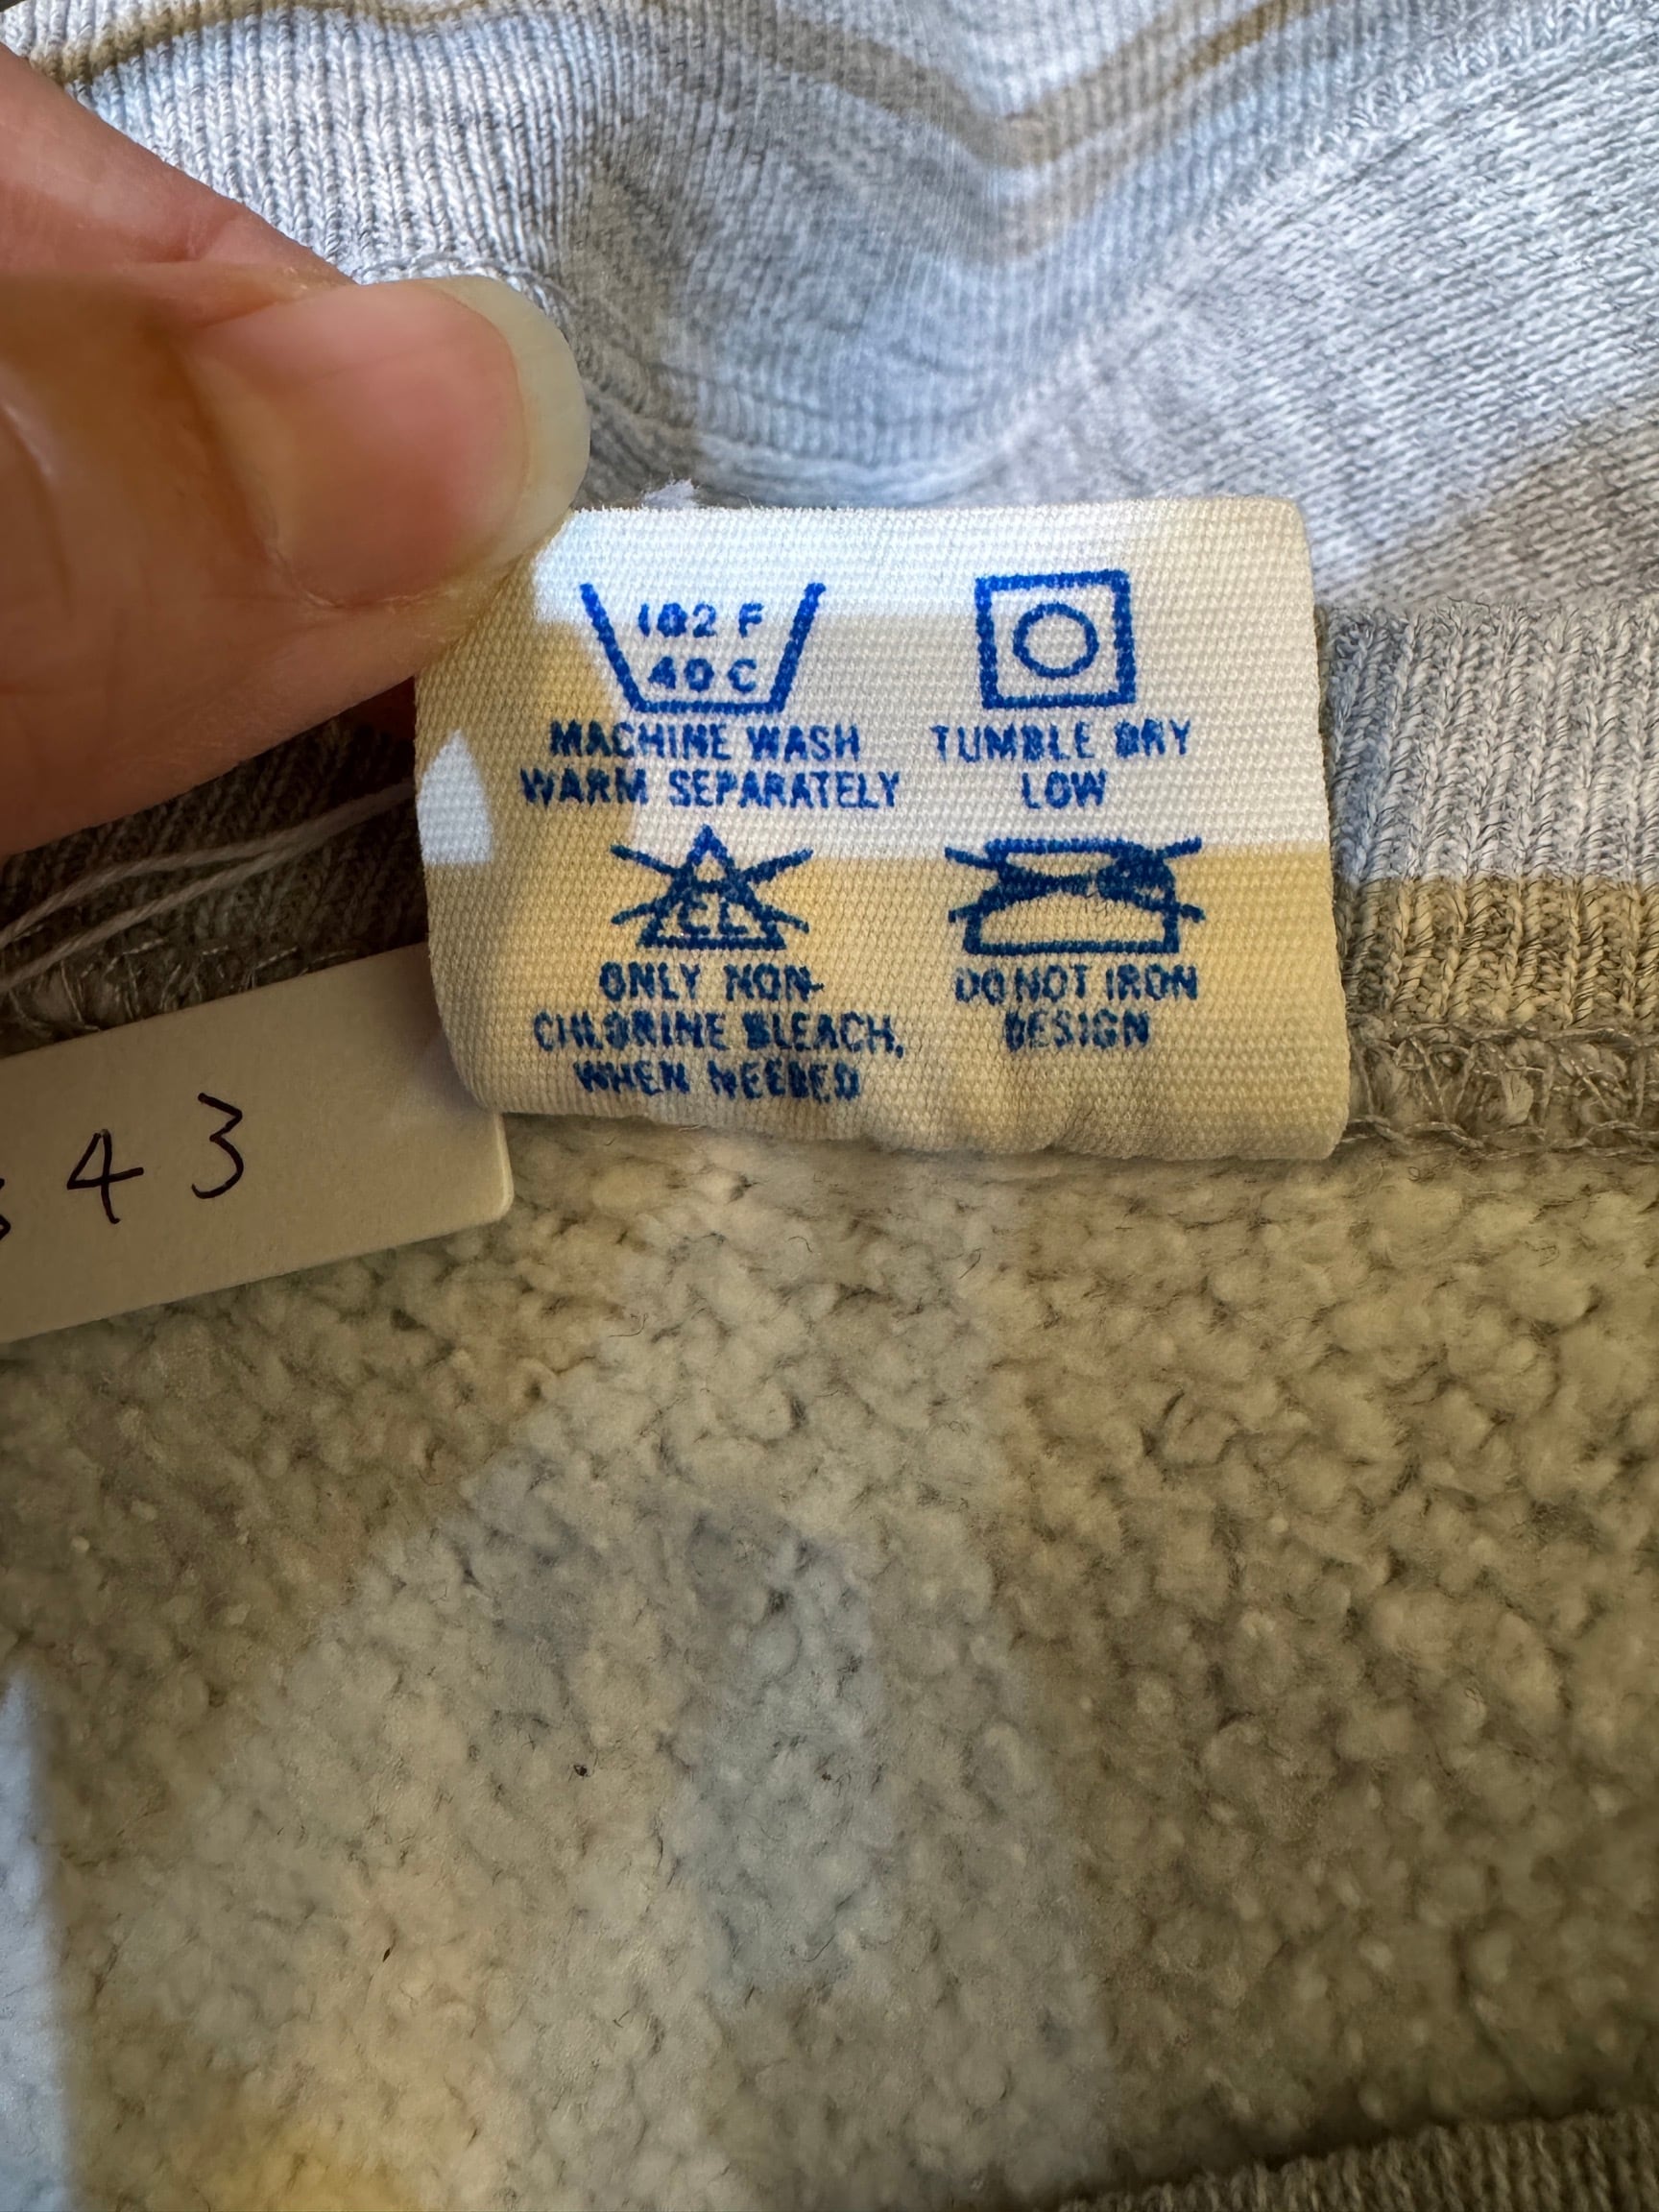 102 F
40 C
MACHINE WASH
WARM SEPARATELY
TUMBLE DRY
LOW
CL
ONLY NON-
CHLORINE BLEACH,
WHEN NEEDED
DO NOT IRON
DESIGN
43